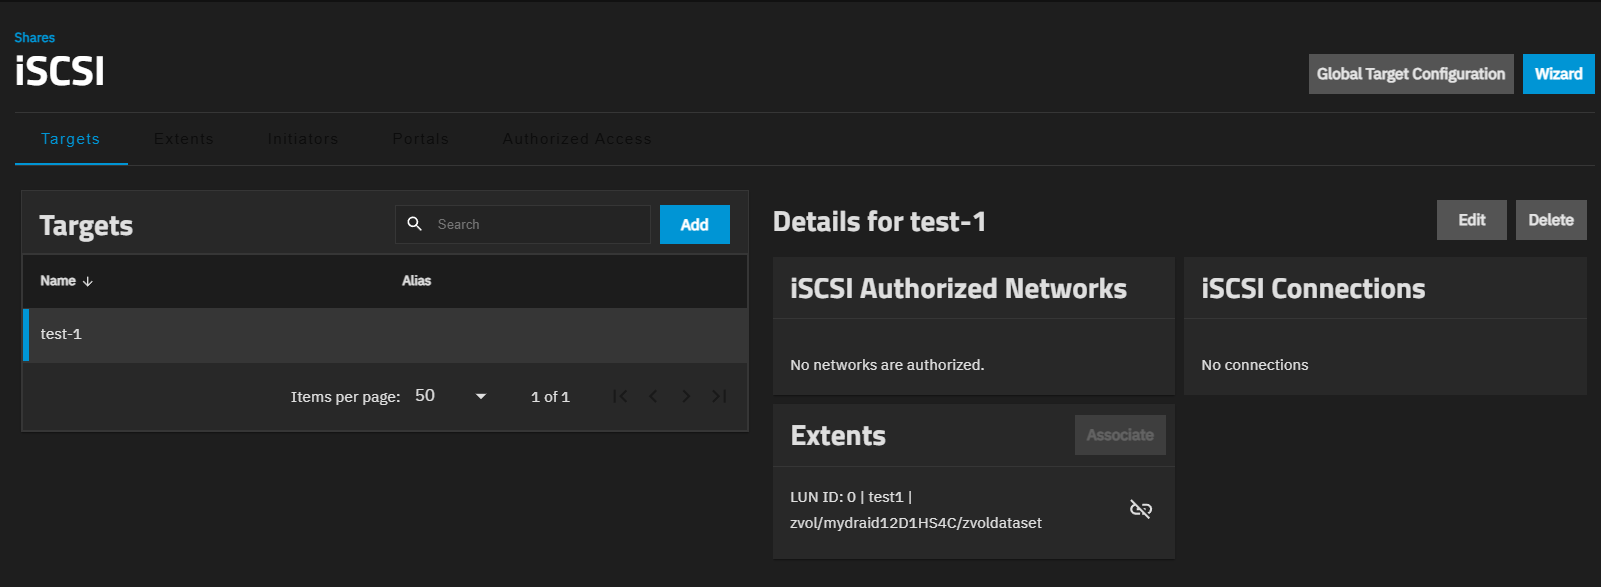 Shares
iSCSI
Global Target Configuration
Wizard
Targets
Extents
Initiators
Portals
Authorized Access
Targets
Search
Add
Name
Alias
test-1
Items per page: 50
1 of 1
Details for test-1
Edit
Delete
iSCSI Authorized Networks
No networks are authorized.
iSCSI Connections
No connections
Extents
Associate
LUN ID: 0 | test1 |
zvol/mydraid12D1HS4C/zvoldataset